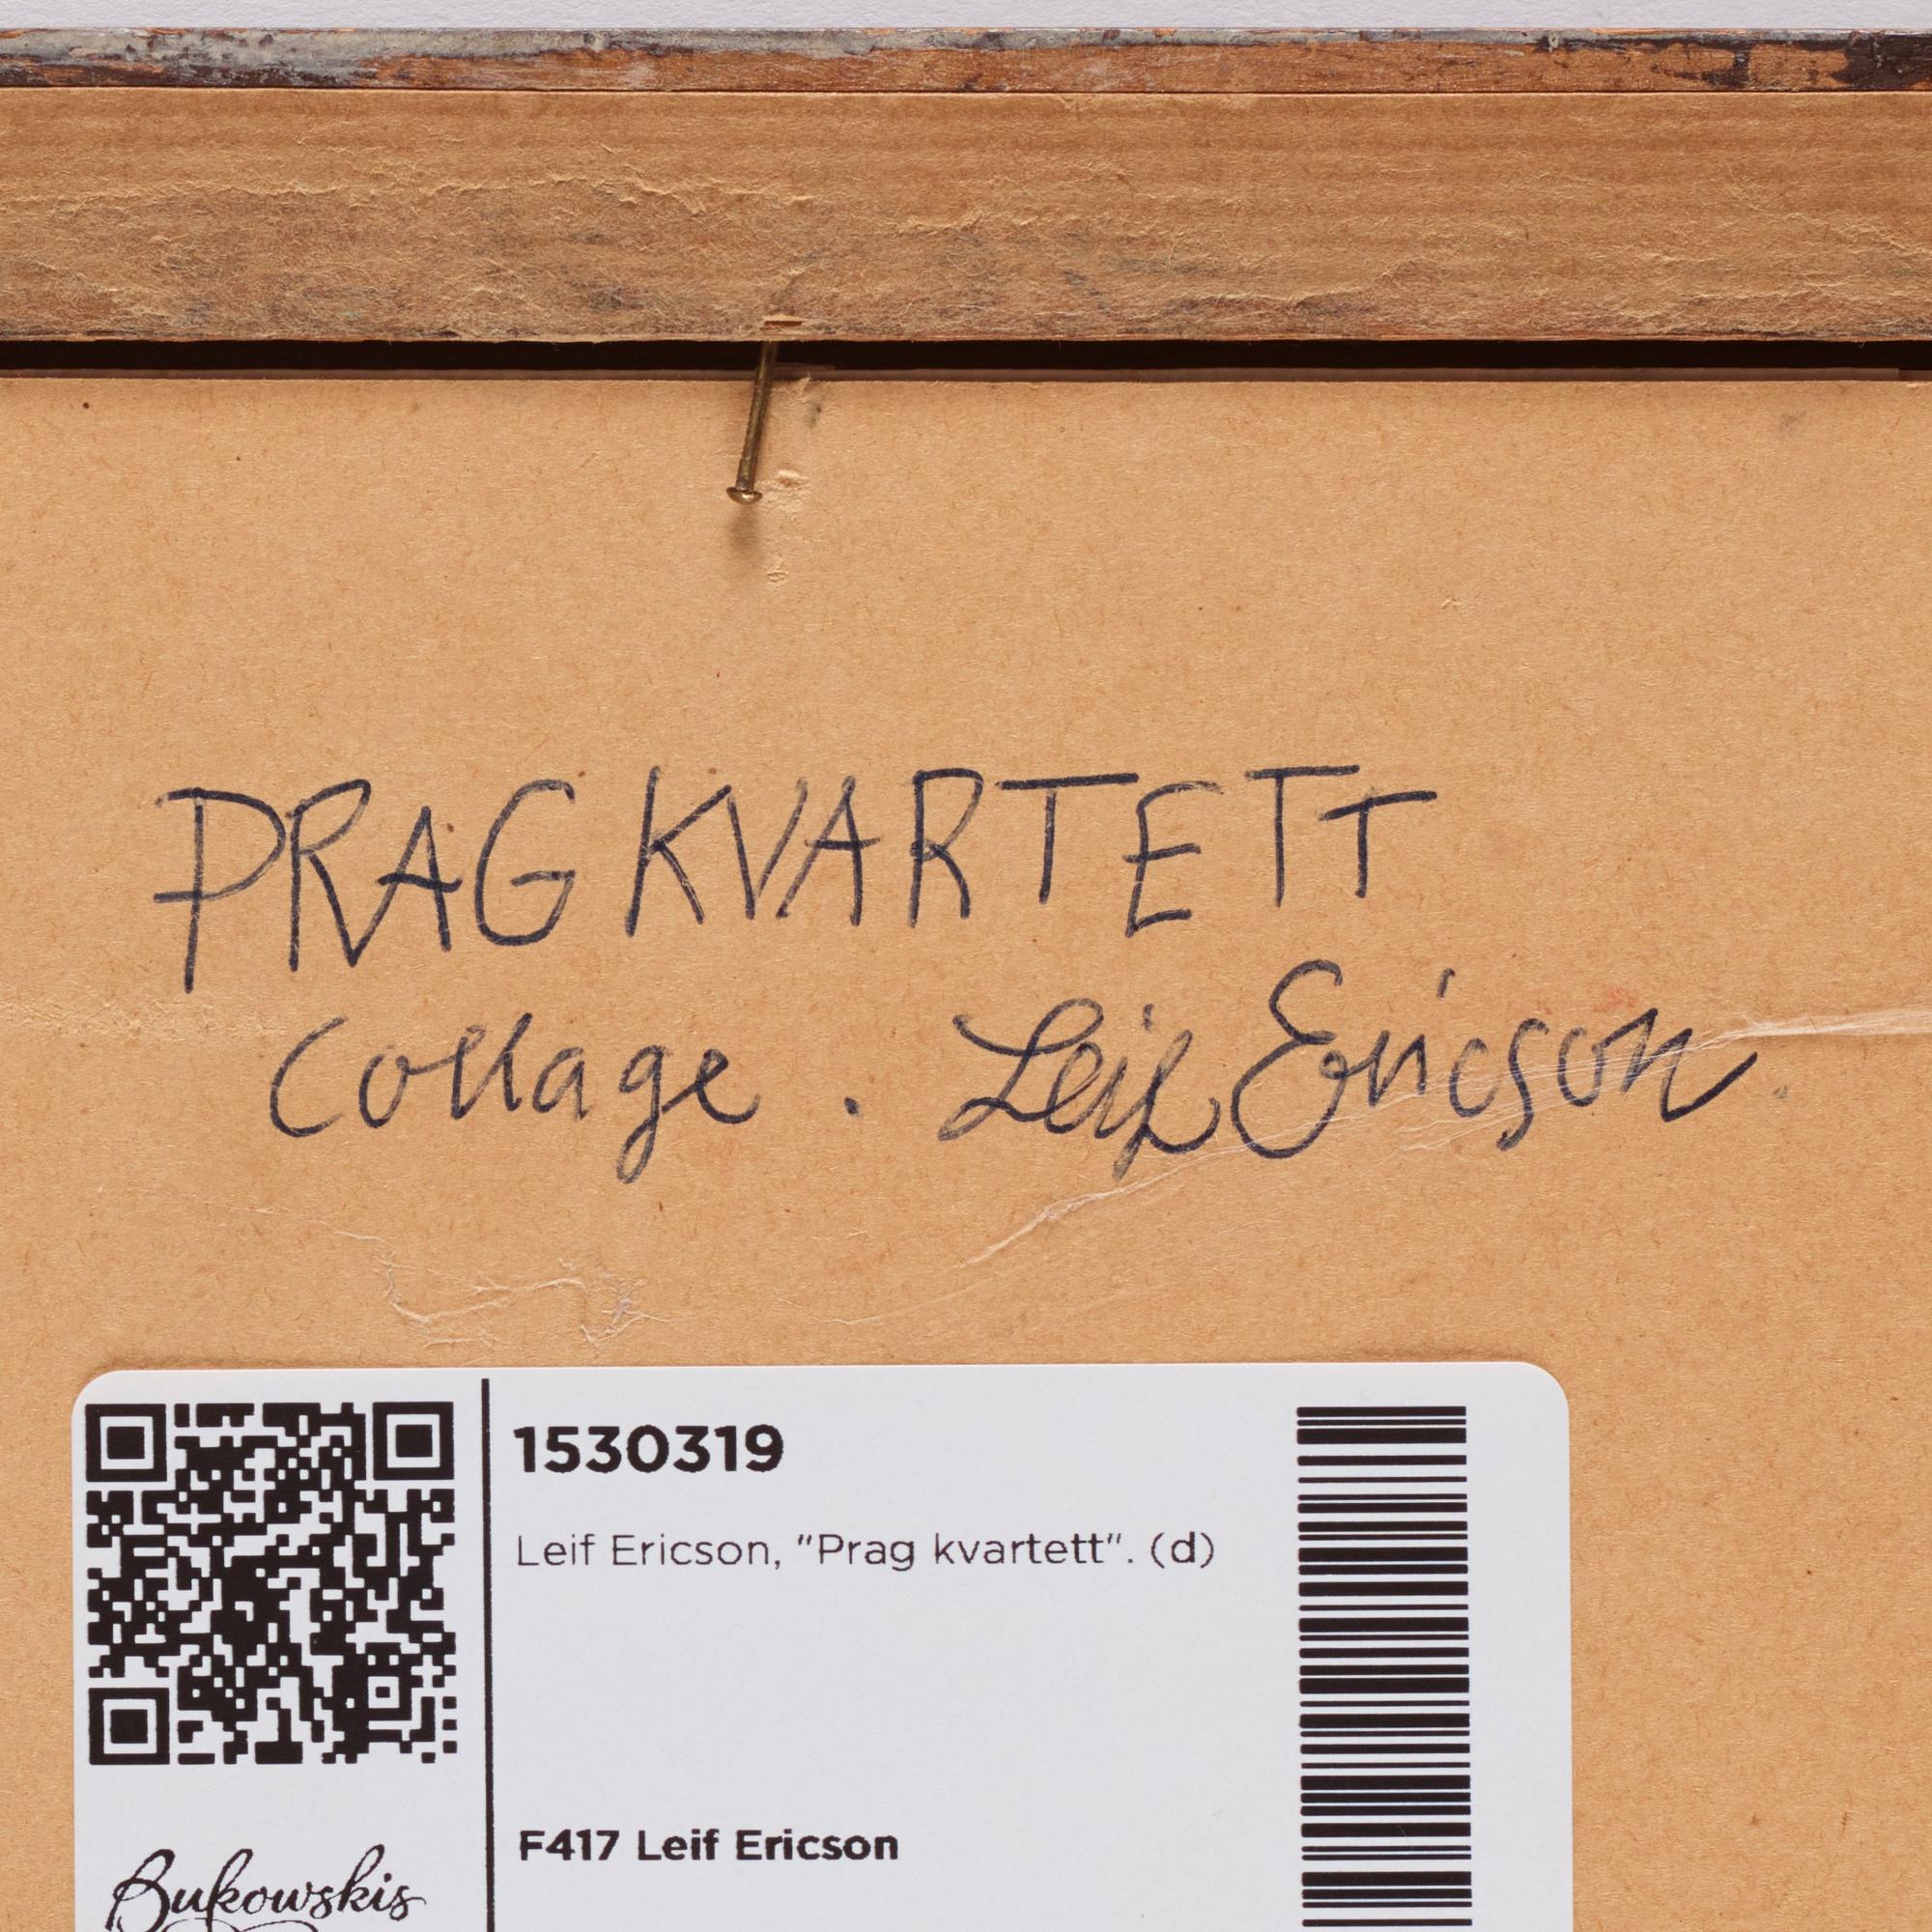 PRAG KVARTETT
Collage. Leif Ericson.
1530319
Leif Ericson, "Prag kvartett". (d)
F417 Leif Ericson
Bukowskis